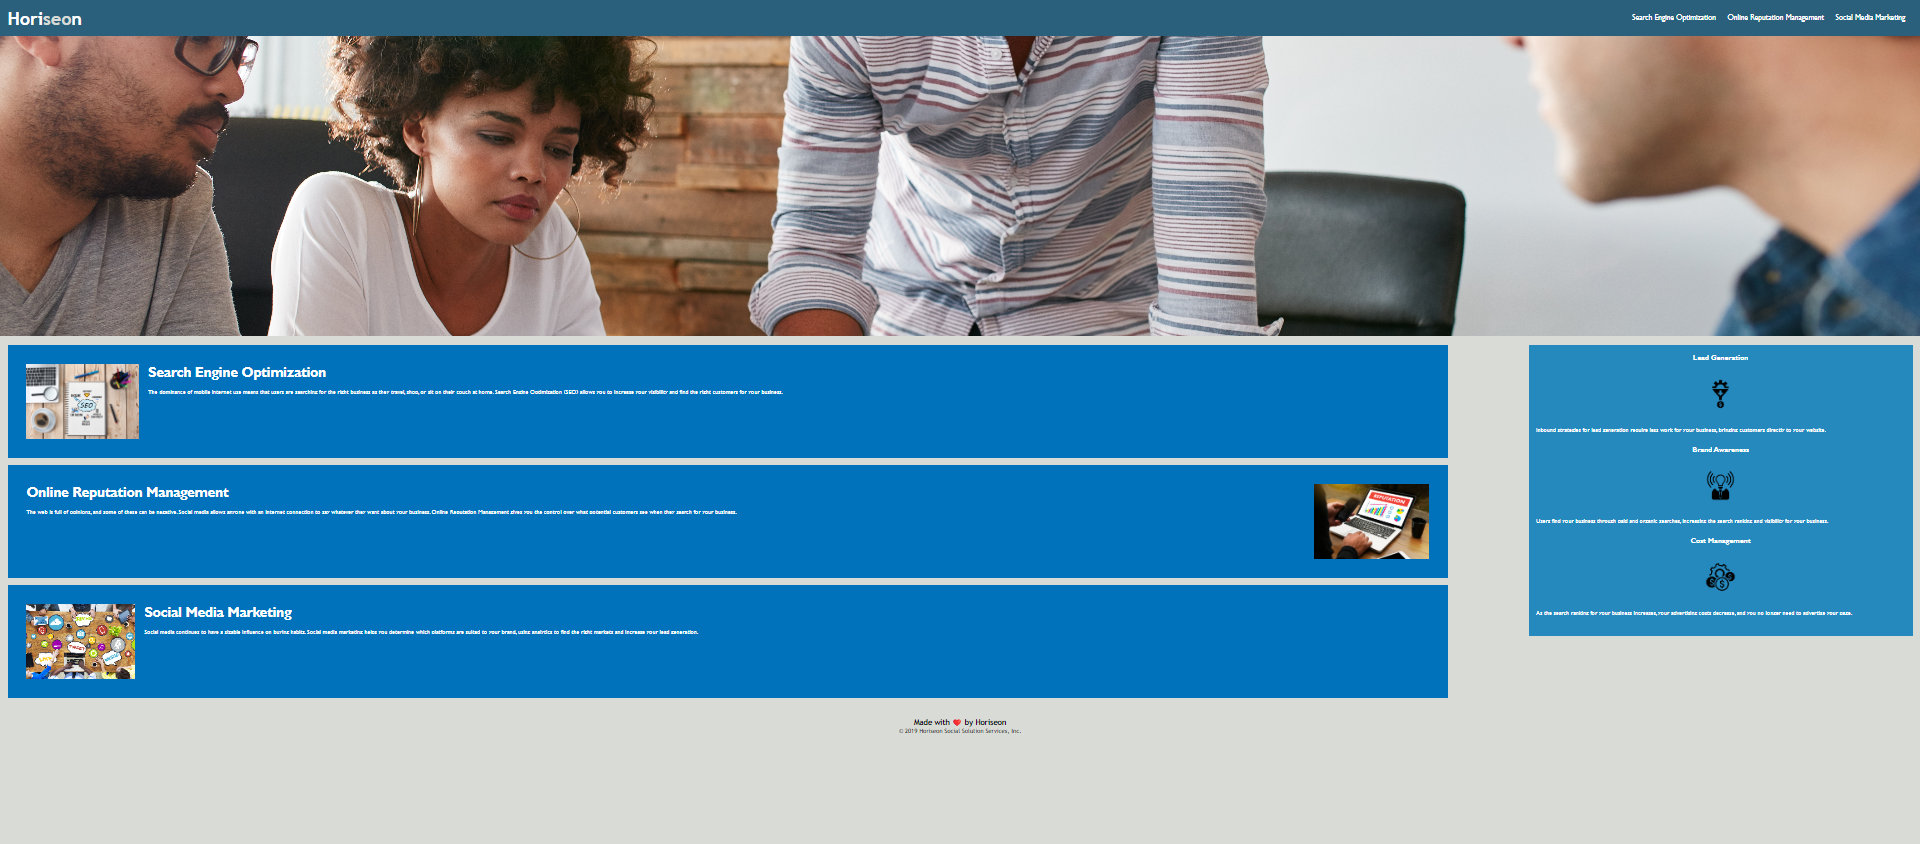 Horiseon
Search Engine Optimization Online Reputation Management Social Media Marketing
SEO
Search Engine Optimization
The dominance of mobile internet use means that users are searching for the right business as they travel, shop, or sit on their couch at home. Search Engine Optimization (SEO) allows you to increase your visibility and find the right customers for your business.
Online Reputation Management
The web is full of opinions, and some of these can be negative. Social media allows anyone with an internet connection to say whatever they want about your business. Online Reputation Management gives you the control over what potential customers see when they search for your business.
REPUTATION
Social Media Marketing
Social media continues to have a sizable influence on buying habits. Social media marketing helps you determine which platforms are suited to your brand, using analytics to find the right markets and increase your lead generation.
Lead Generation
Inbound strategies for lead generation require less work for your business, bringing customers directly to your website.
Brand Awareness
Users find your business through paid and organic searches, increasing the search ranking and visibility for your business.
Cost Management
As the search ranking for your business increases, your advertising costs decrease, and you no longer need to advertise your page.
Made with ❤️ by Horiseon
© 2019 Horiseon Social Solution Services, Inc.